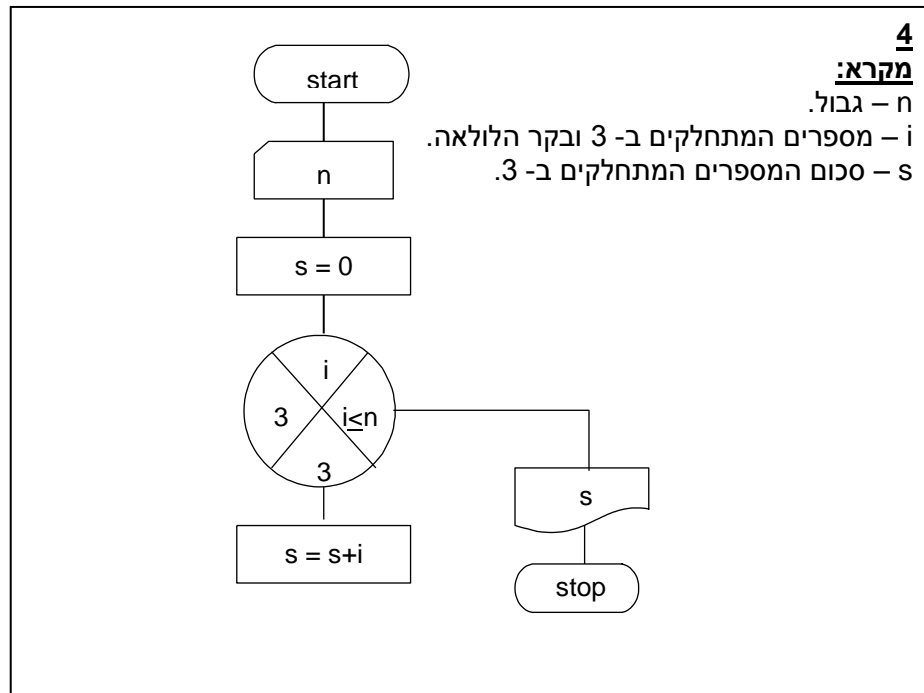 4
מקרא:
n – גבול.
i – מספרים המתחלקים ב- 3 ובקר הלולאה.
s – סכום המספרים המתחלקים ב- 3.
start
n
s = 0
i
3
i≤n
3
s = s+i
s
stop